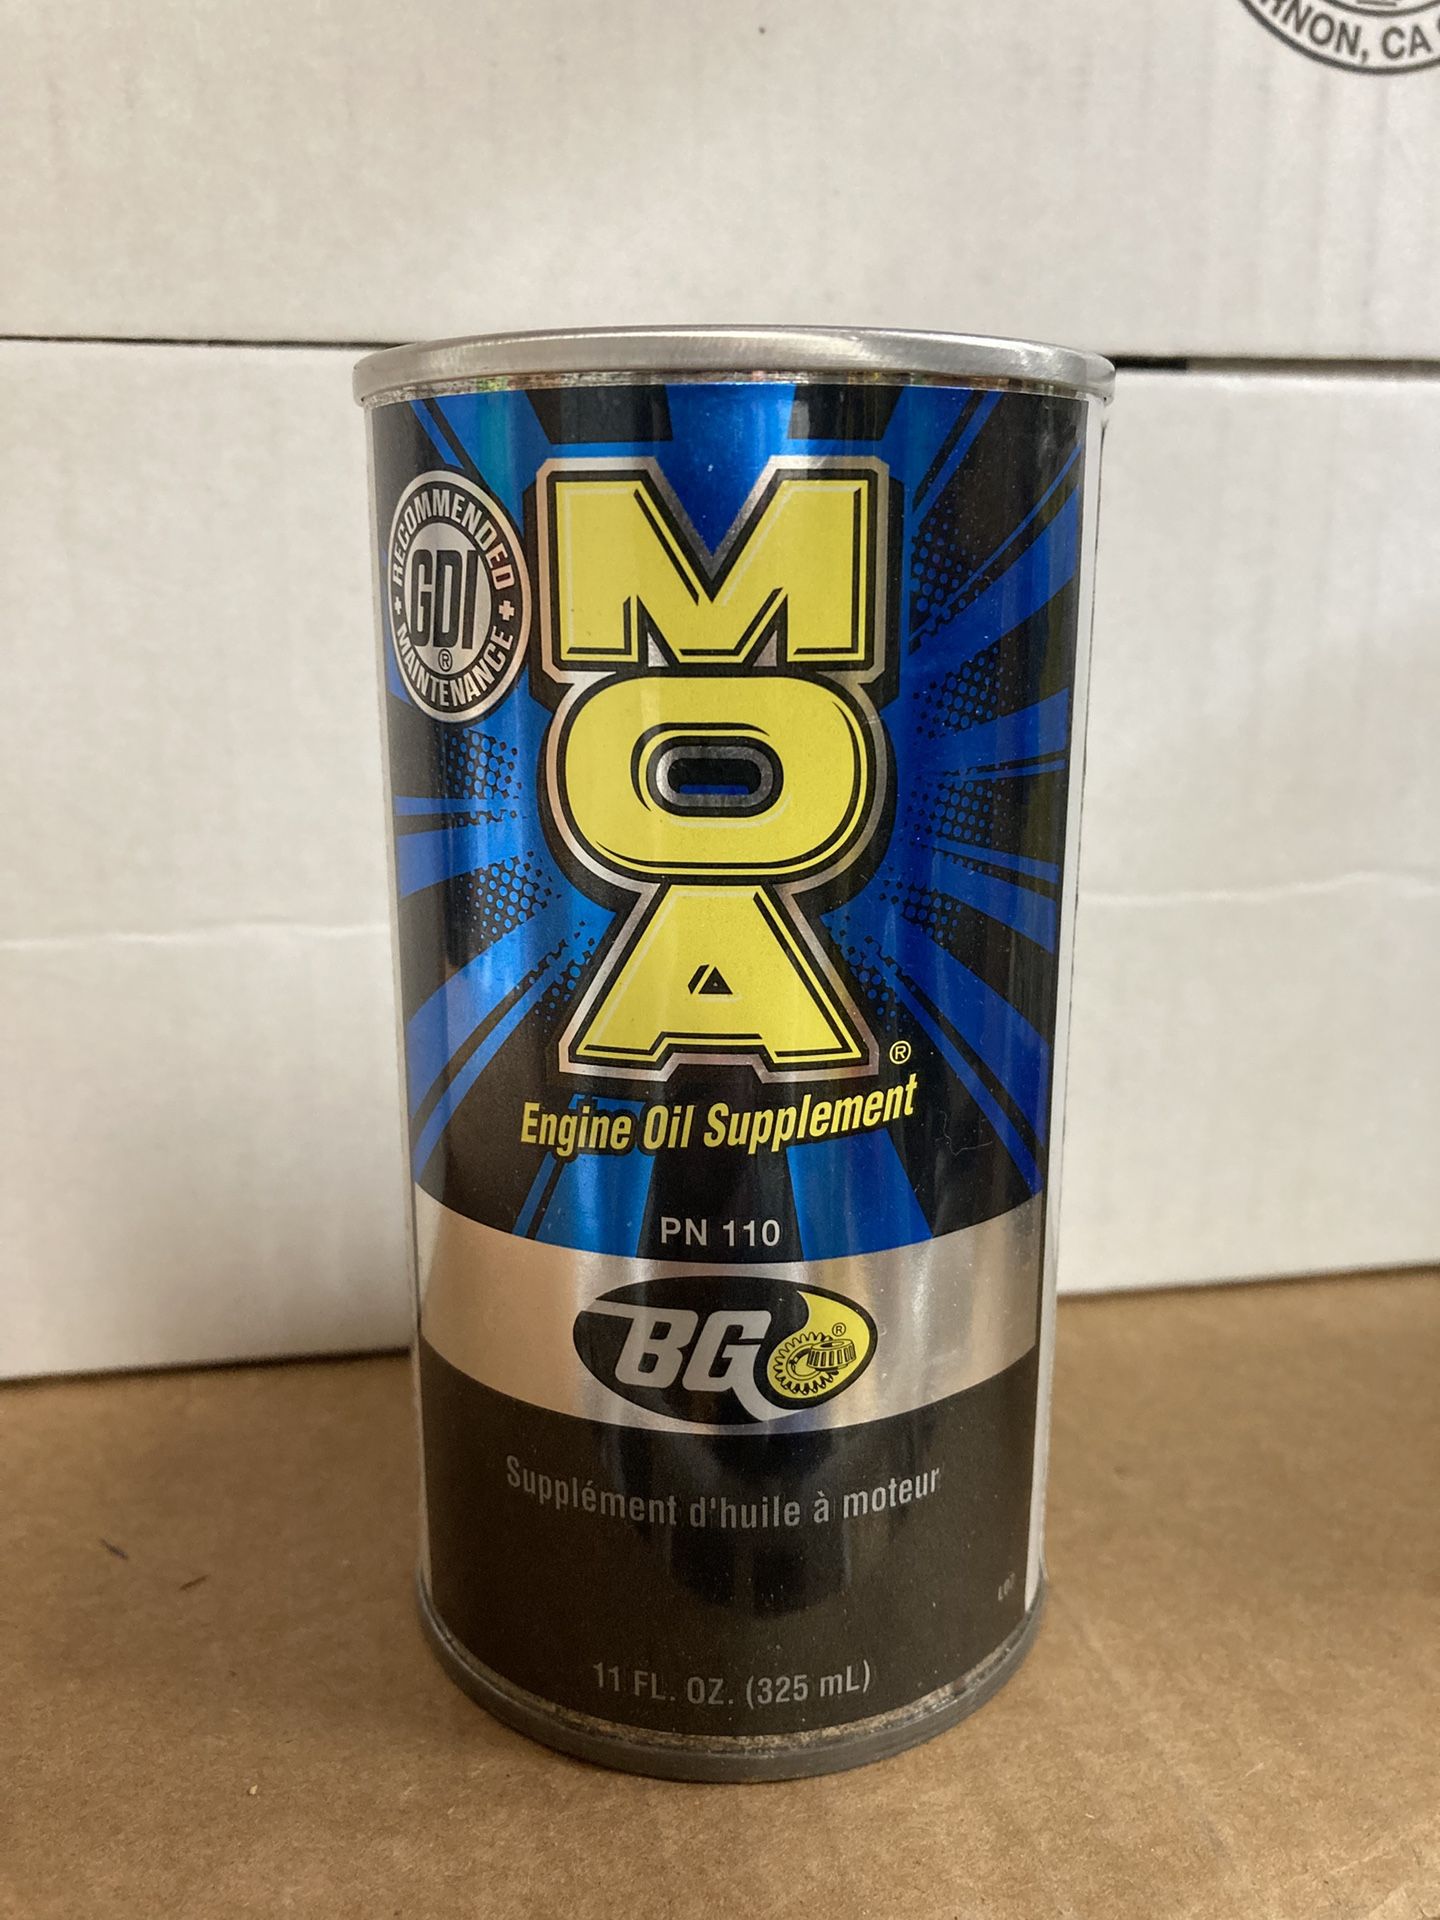 RNON, CA
RECOMMENDED
GDI®
MAINTENANCE
MOA®
Engine Oil Supplement
PN 110
BG®
Supplément d'huile à moteur
11 FL. OZ. (325 mL)